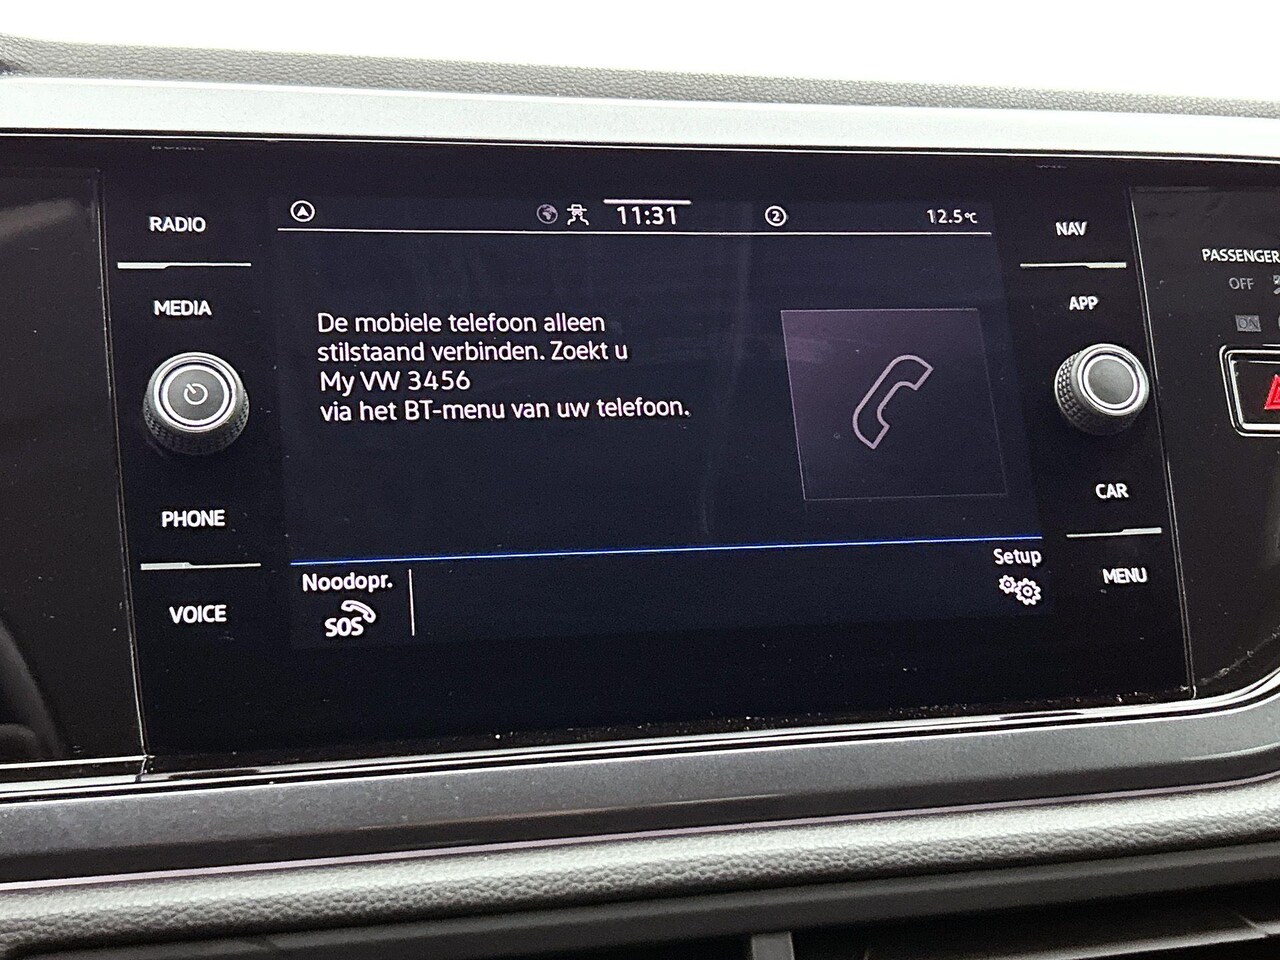 RADIO
MEDIA
PHONE
VOICE
11:31
2
12.5°C
De mobiele telefoon alleen
stilstaand verbinden. Zoekt u
My VW 3456
via het BT-menu van uw telefoon.
Noodopr.
SOS
Setup
NAV
APP
CAR
MENU
PASSENGER
OFF
ON